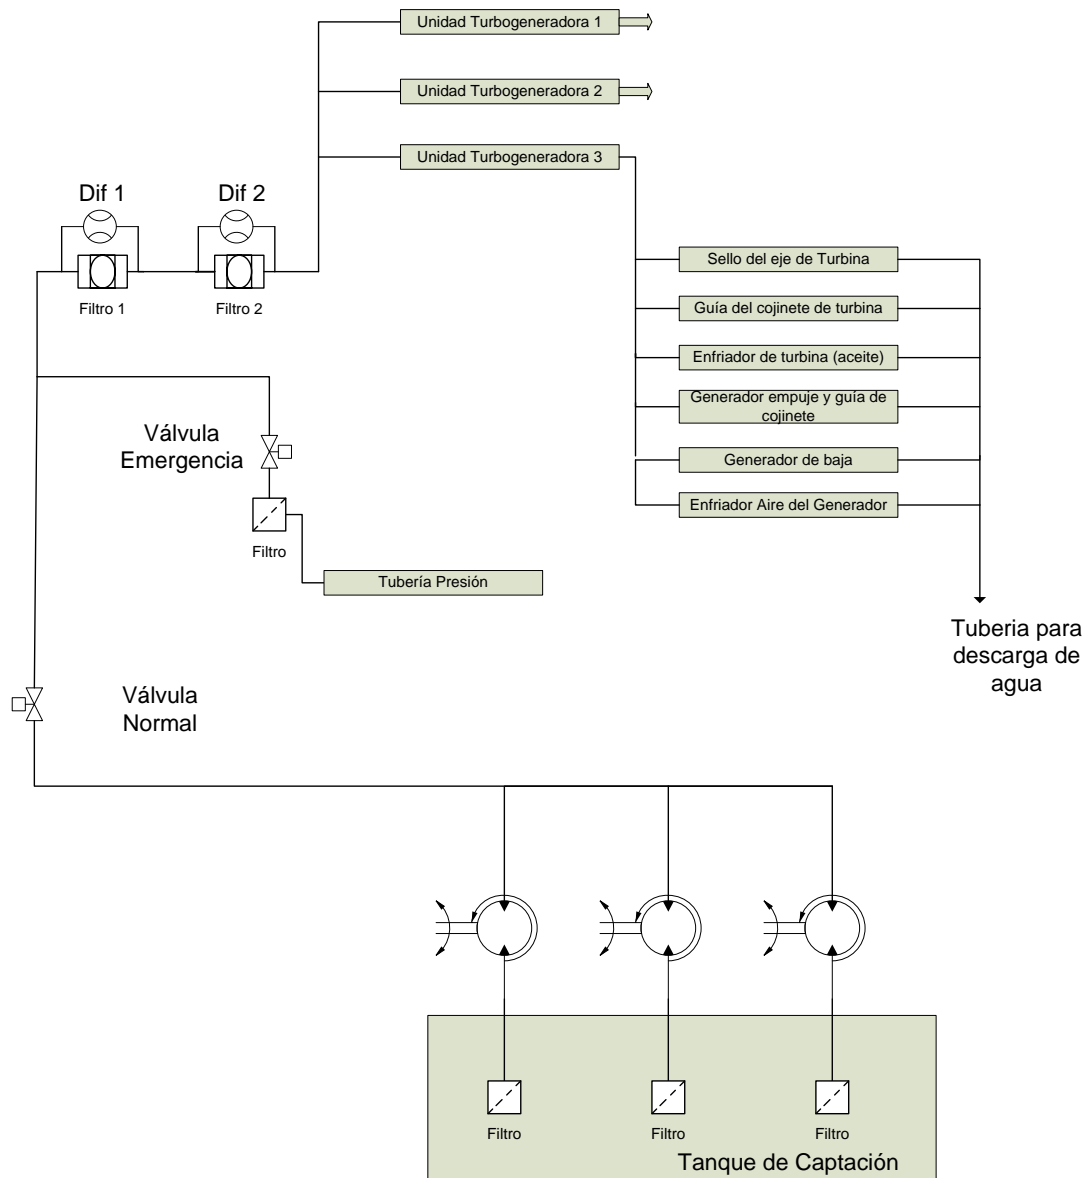 Unidad Turbogeneradora 1
Unidad Turbogeneradora 2
Unidad Turbogeneradora 3
Dif 1
Dif 2
Filtro 1
Filtro 2
Sello del eje de Turbina
Guía del cojinete de turbina
Enfriador de turbina (aceite)
Generador empuje y guía de
cojinete
Generador de baja
Enfriador Aire del Generador
Válvula
Emergencia
Filtro
Tubería Presión
Tuberia para
descarga de
agua
Válvula
Normal
Filtro
Filtro
Filtro
Tanque de Captación